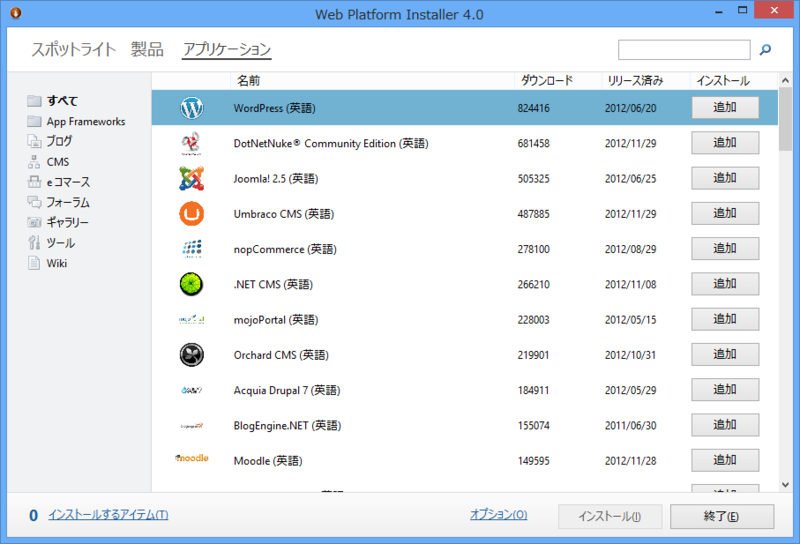 Web Platform Installer 4.0
スポットライト 製品 アプリケーション
名前 ダウンロード リリース済み インストール
すべて
App Frameworks
ブログ
CMS
eコマース
フォーラム
ギャラリー
ツール
Wiki
WordPress (英語) 824416 2012/06/20 追加
DotNetNuke® Community Edition (英語) 681458 2012/11/29 追加
Joomla! 2.5 (英語) 505325 2012/06/25 追加
Umbraco CMS (英語) 487885 2012/11/29 追加
nopCommerce (英語) 278100 2012/08/29 追加
.NET CMS (英語) 266210 2012/11/08 追加
mojoPortal (英語) 228003 2012/05/15 追加
Orchard CMS (英語) 219901 2012/10/31 追加
Acquia Drupal 7 (英語) 184911 2012/05/29 追加
BlogEngine.NET (英語) 155074 2011/06/30 追加
moodle Moodle (英語) 149595 2012/11/28 追加
0 インストールするアイテム(T) オプション(O) インストール(I) 終了(E)